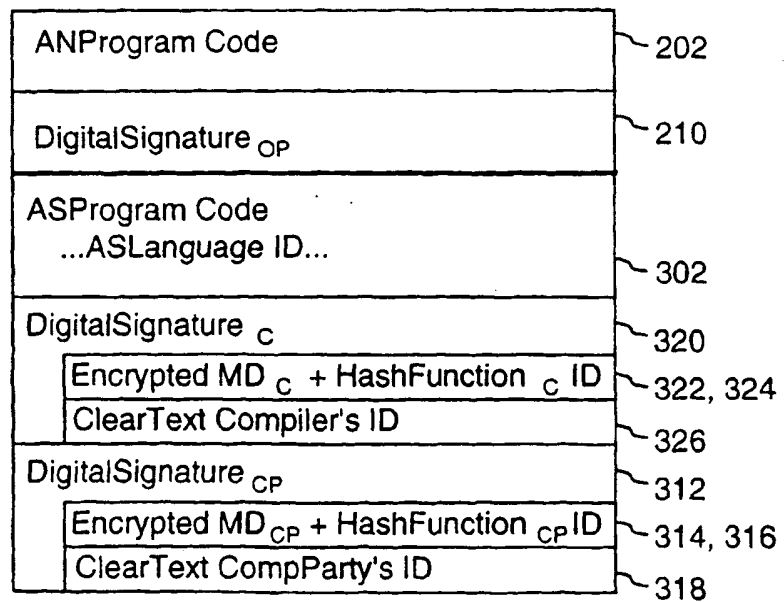 ANProgram Code
202
DigitalSignature OP
210
ASProgram Code
...ASLanguage ID...
302
DigitalSignature C
320
Encrypted MD C + HashFunction C ID
322, 324
ClearText Compiler's ID
326
DigitalSignature CP
312
Encrypted MD CP + HashFunction CP ID
314, 316
ClearText CompParty's ID
318